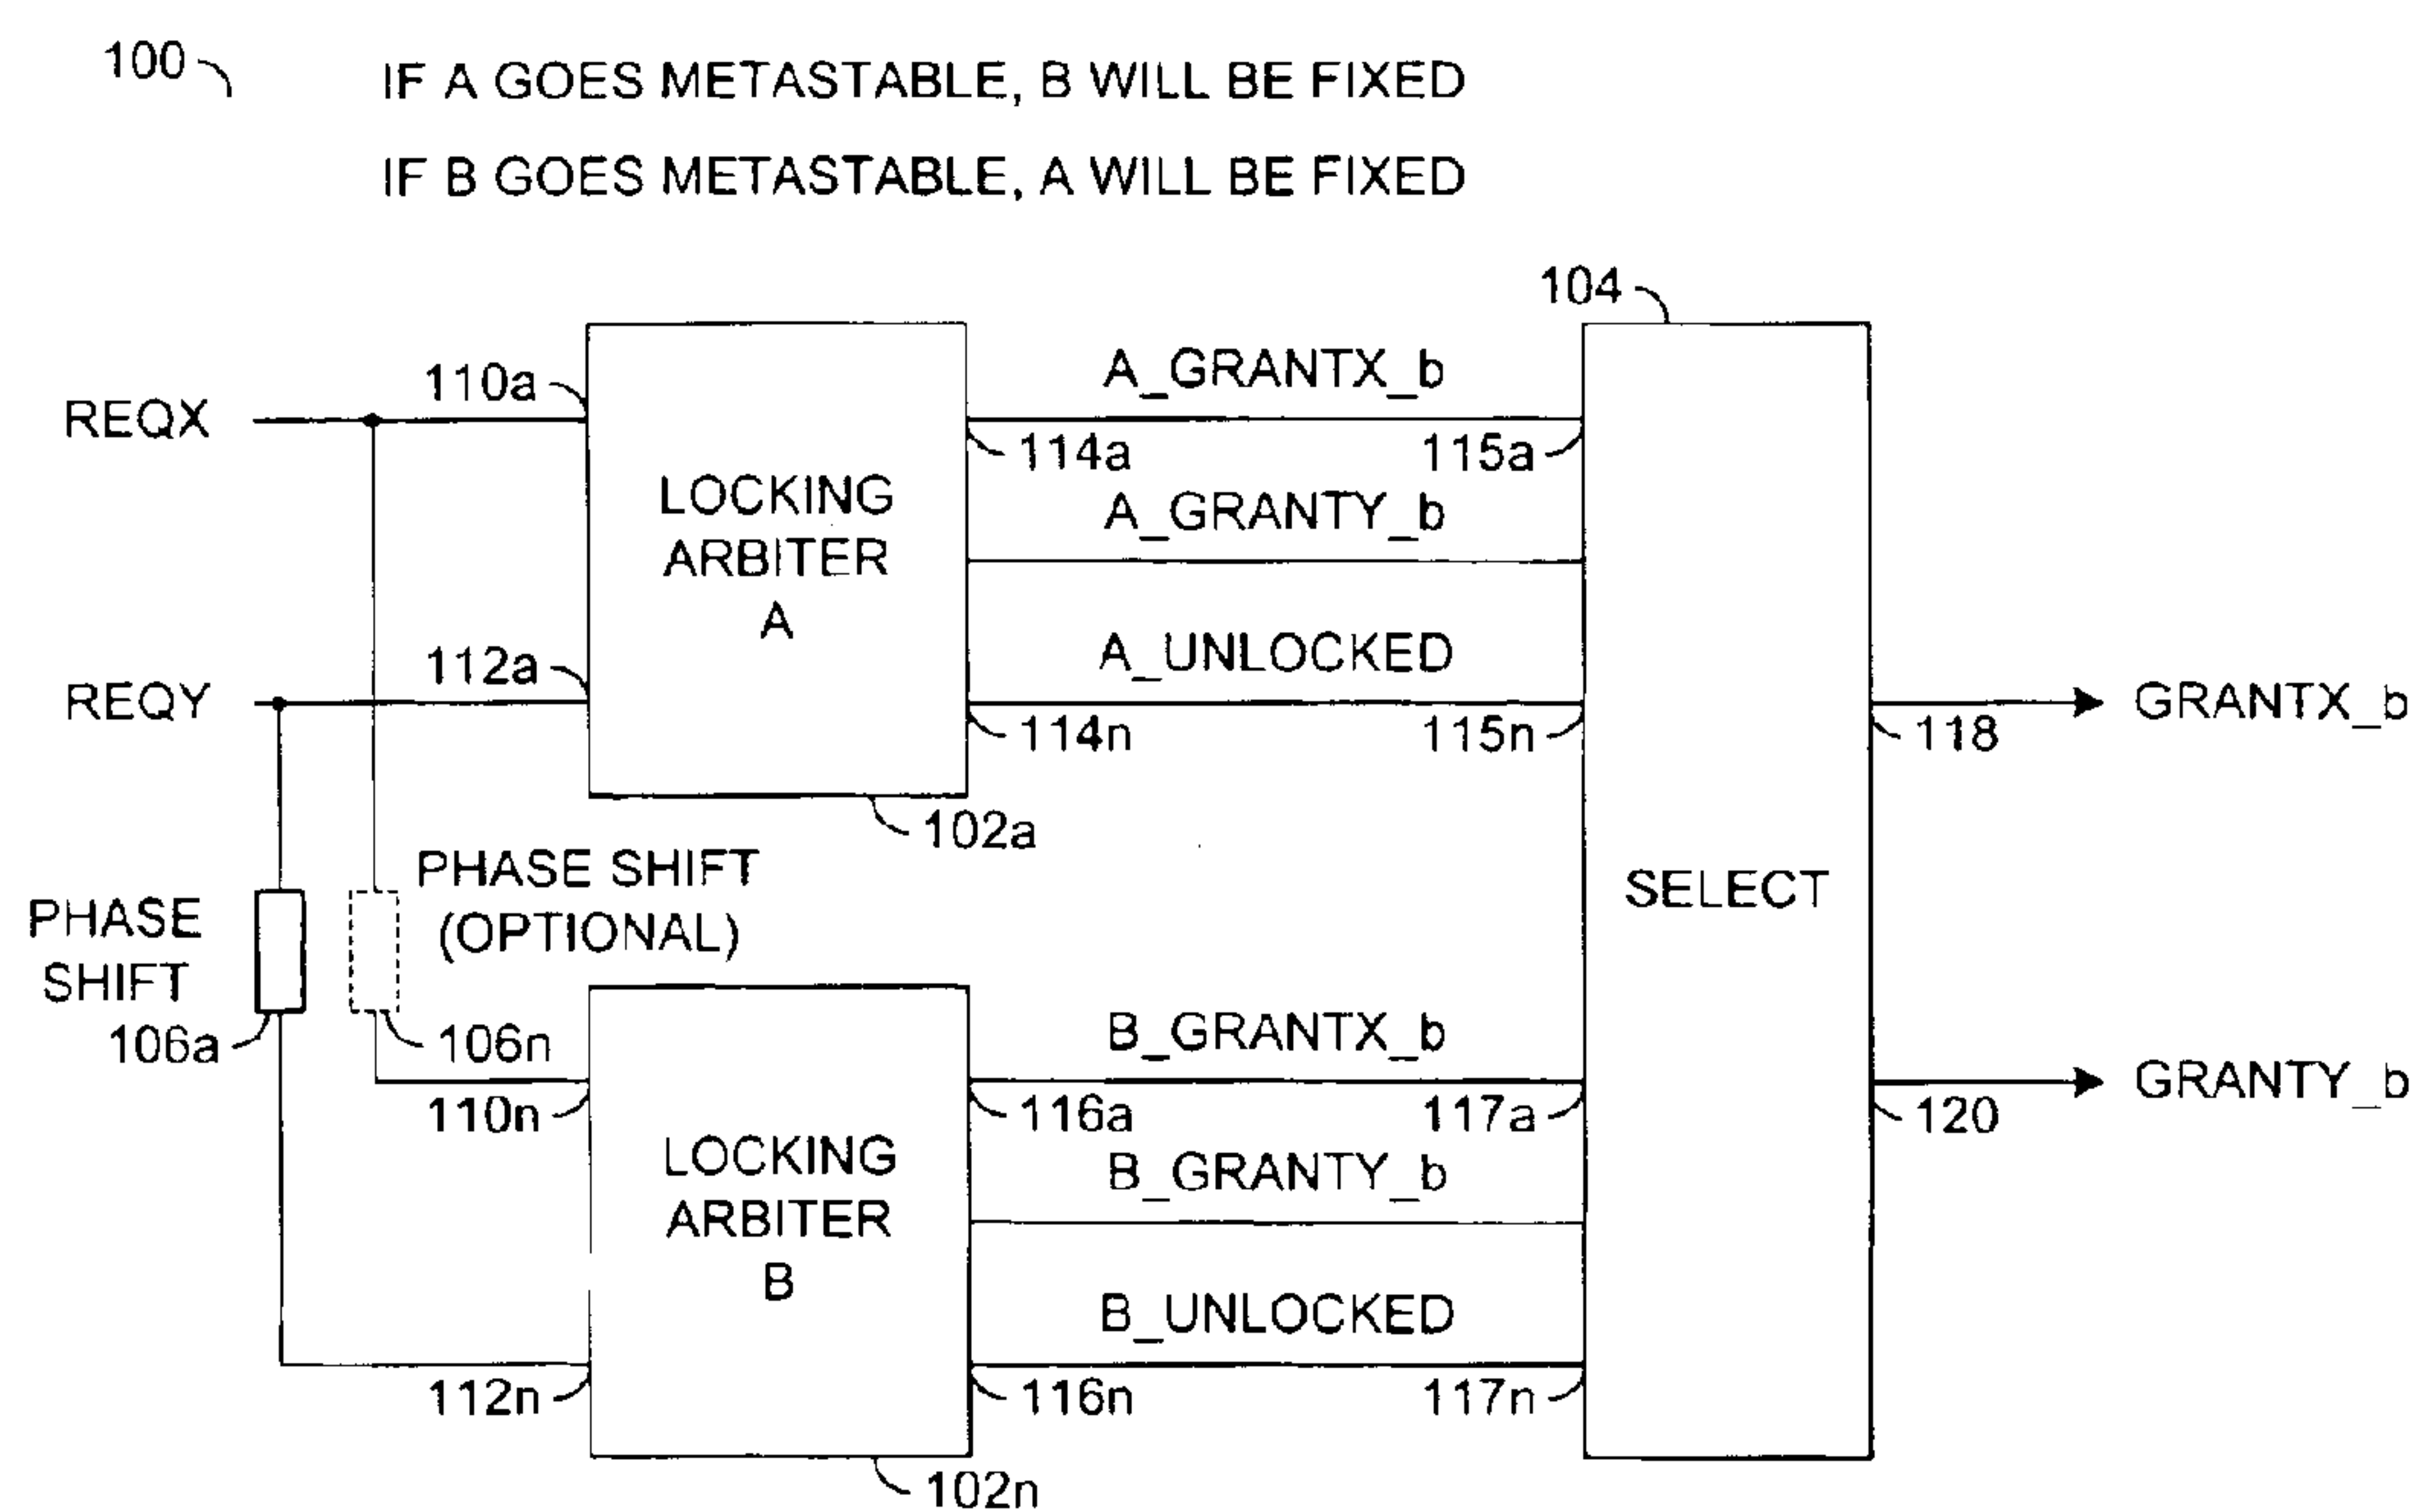 100
IF A GOES METASTABLE, B WILL BE FIXED
IF B GOES METASTABLE, A WILL BE FIXED
104
REQX
110a
A_GRANTX_b
114a
115a
LOCKING
ARBITER
A
A_GRANTY_b
REQY
112a
A_UNLOCKED
114n
115n
118
GRANTX_b
102a
PHASE SHIFT
(OPTIONAL)
PHASE
SHIFT
106a
106n
SELECT
110n
B_GRANTX_b
116a
117a
120
GRANTY_b
LOCKING
ARBITER
B
B_GRANTY_b
B_UNLOCKED
112n
116n
117n
102n